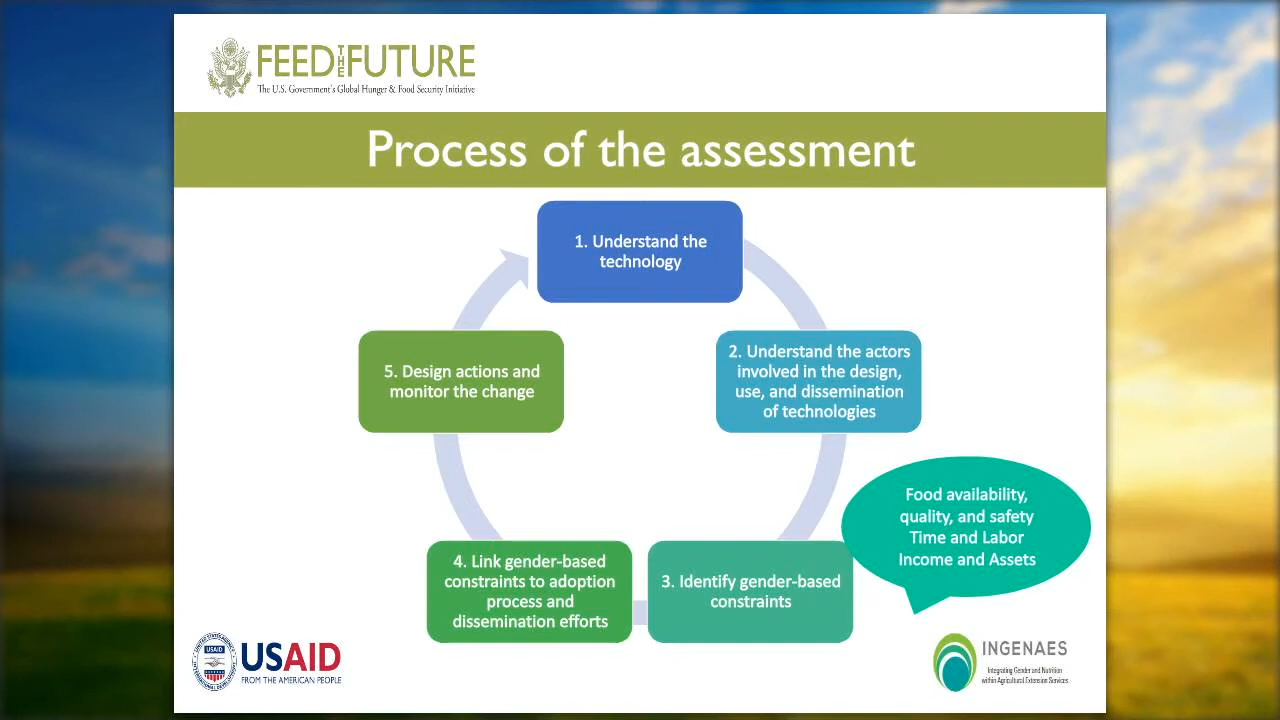 FEED THE FUTURE
The U.S. Government's Global Hunger & Food Security Initiative
Process of the assessment
1. Understand the
technology
2. Understand the actors
involved in the design,
use, and dissemination
of technologies
3. Identify gender-based
constraints
4. Link gender-based
constraints to adoption
process and
dissemination efforts
5. Design actions and
monitor the change
Food availability,
quality, and safety
Time and Labor
Income and Assets
USAID
USAID
FROM THE AMERICAN PEOPLE
INGENAES
Integrating Gender and Nutrition
within Agricultural Extension Services